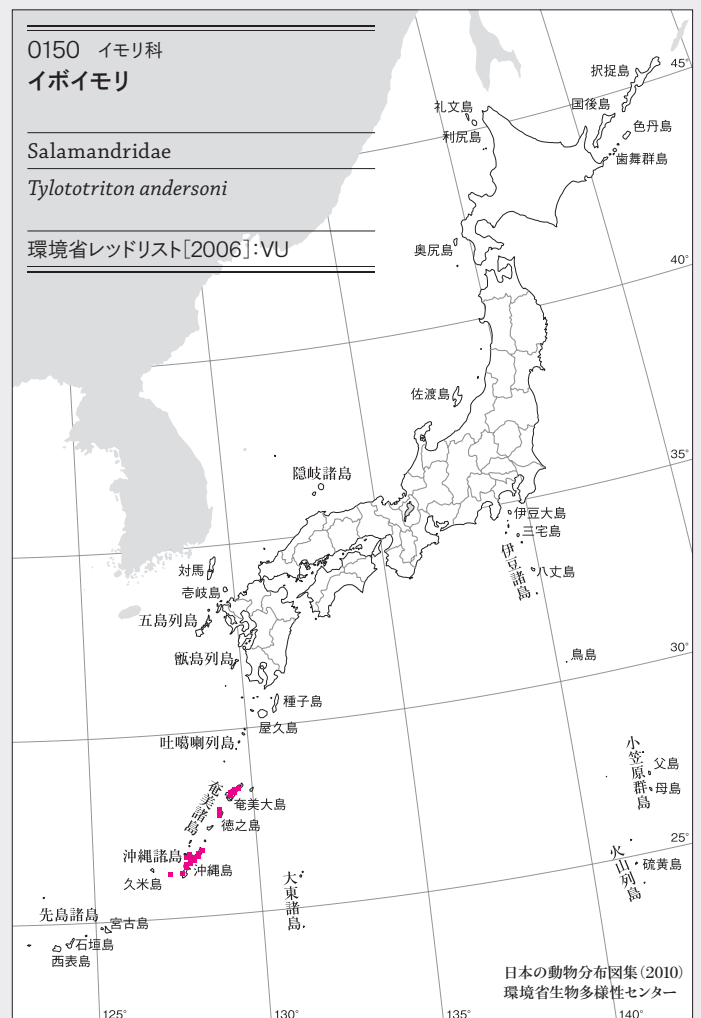 0150 イモリ科
イボイモリ
Salamandridae
Tylototriton andersoni
環境省レッドリスト[2006]:VU
択捉島
45°
国後島
礼文島
色丹島
利尻島
歯舞群島
奥尻島
40°
佐渡島
35°
隠岐諸島
伊豆大島
三宅島
伊豆諸島
八丈島
対馬
壱岐島
五島列島
甑島列島
鳥島
30°
種子島
屋久島
吐噶喇列島
小笠原群島
父島
母島
奄美諸島
奄美大島
徳之島
25°
沖縄諸島
沖縄島
火山列島
硫黄島
久米島
大東諸島
先島諸島
宮古島
石垣島
西表島
日本の動物分布図集(2010)
環境省生物多様性センター
125°
130°
135°
140°